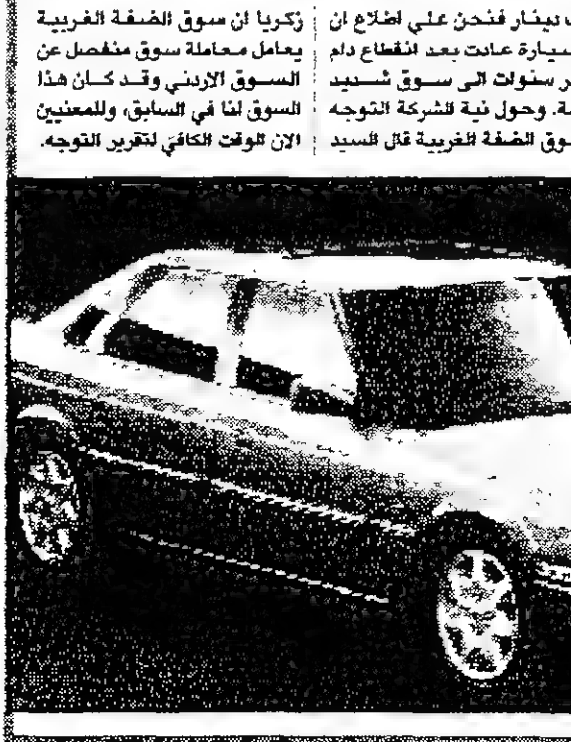 دينار فنحن على اطلاع ان
سيارة عادت بعد انقطاع دام
سنوات الى سوق شديد
وحول نية الشركة التوجه
سوق الضفة الغربية قال السيد
زكريا ان سوق الضفة الغربية
يعامل معاملة سوق منفصل عن
السوق الاردني وقد كان هذا
السوق لنا في السابق، وللمعنيين
الان الوقت الكافي لتقرير التوجه.